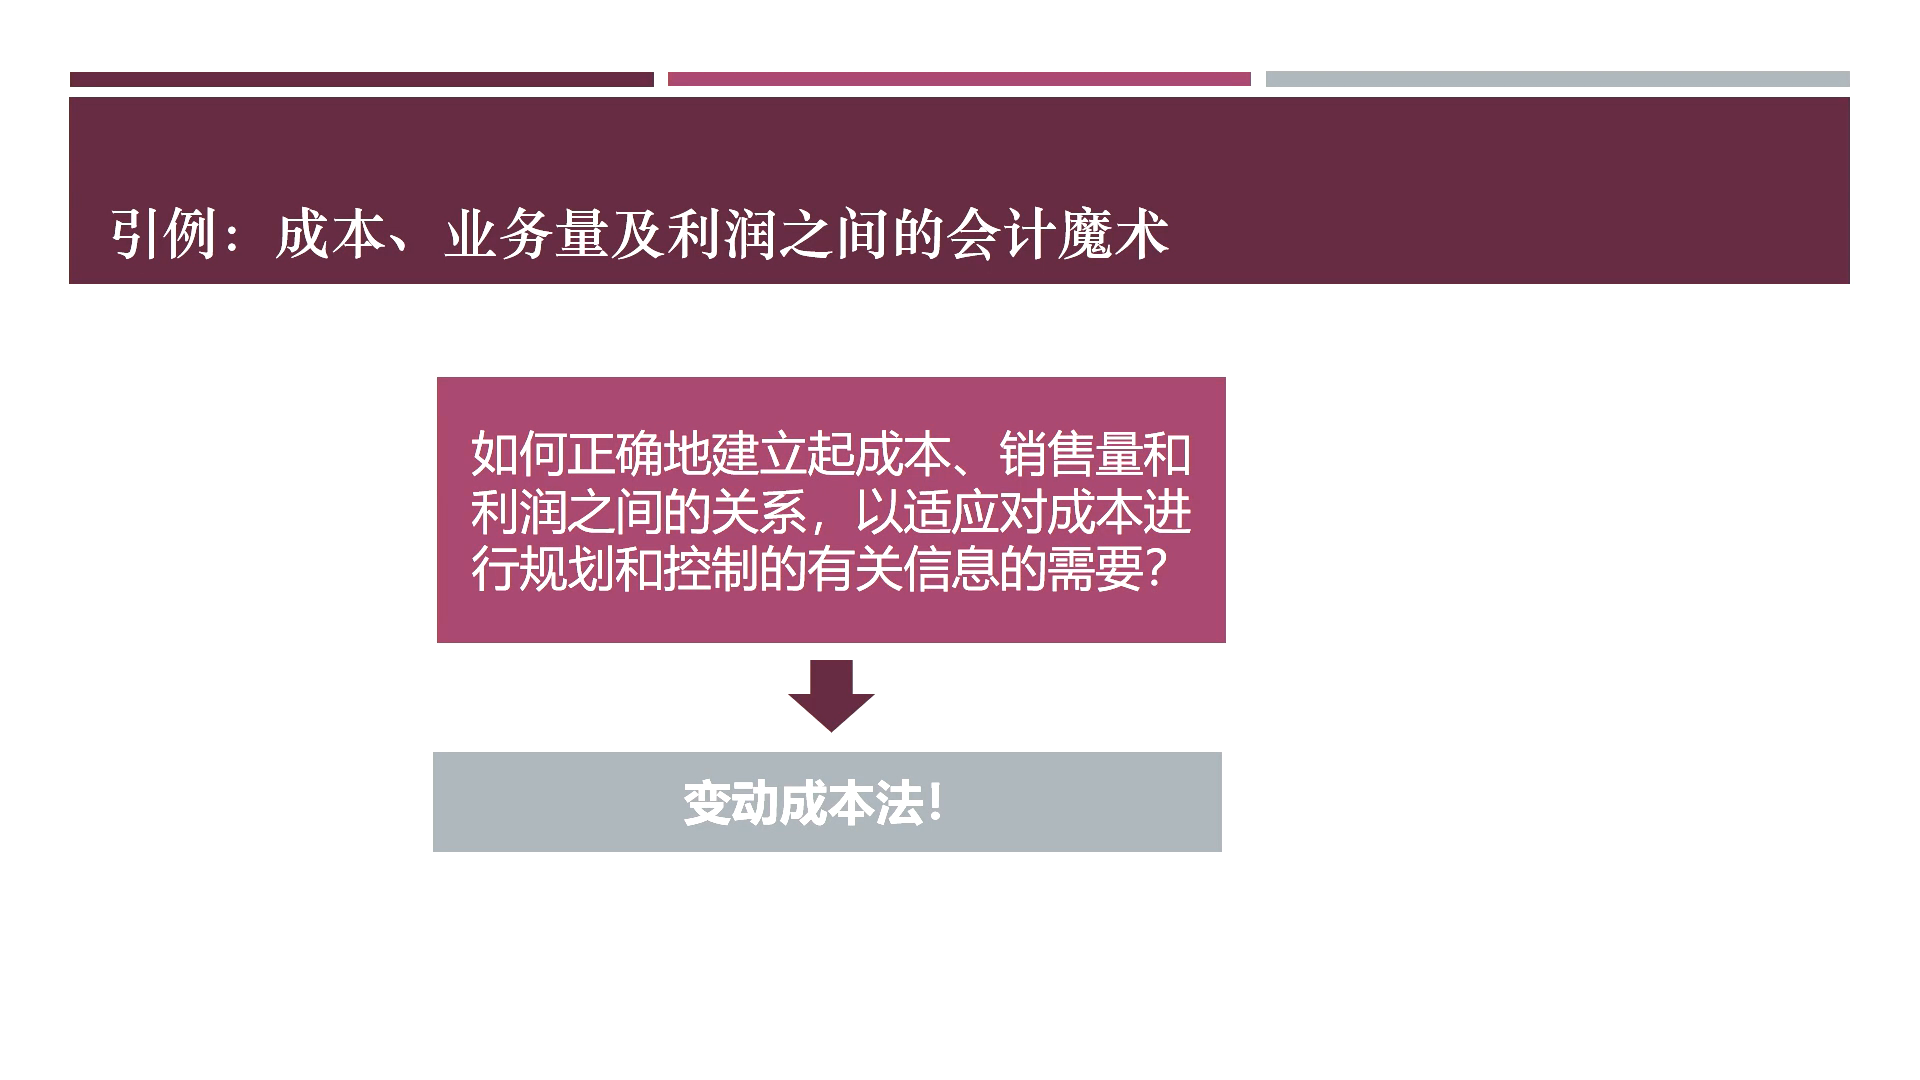 引例：成本、业务量及利润之间的会计魔术
如何正确地建立起成本、销售量和
利润之间的关系，以适应对成本进
行规划和控制的有关信息的需要？
变动成本法！